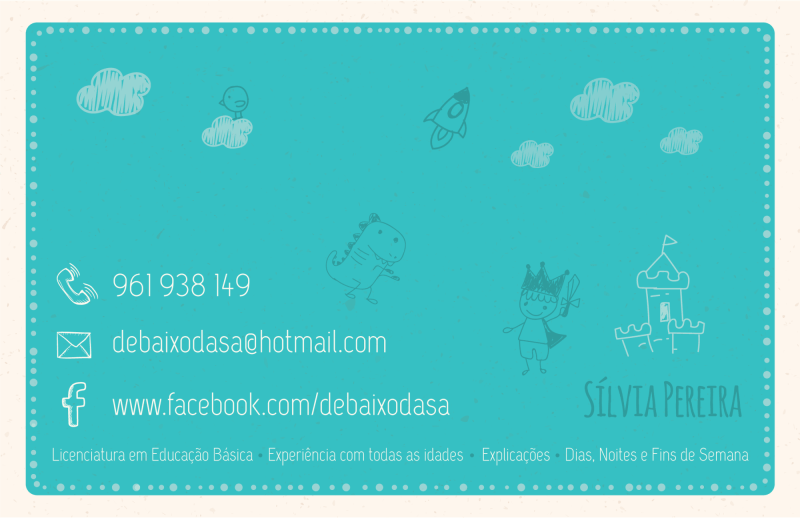 961 938 149
debaixodasa@hotmail.com
www.facebook.com/debaixodasa
SÍLVIA PEREIRA
Licenciatura em Educação Básica • Experiência com todas as idades • Explicações • Dias, Noites e Fins de Semana